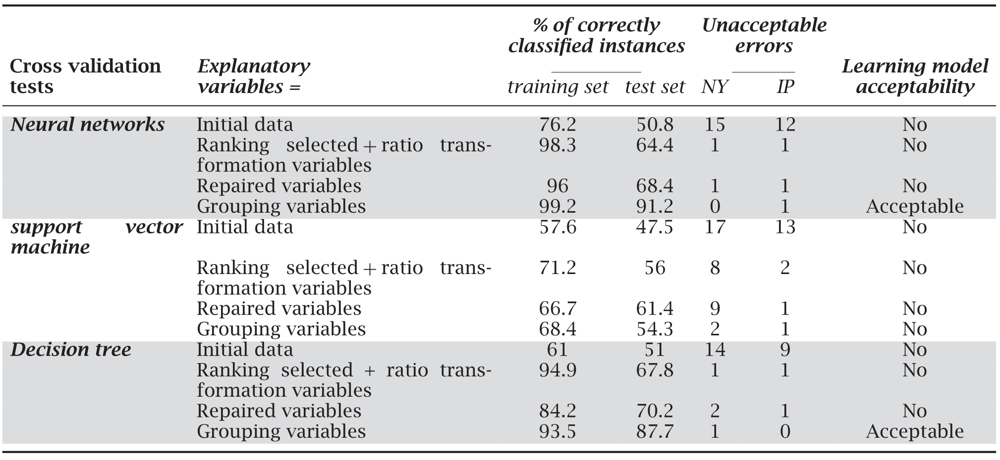 % of correctly classified instances Unacceptable errors
Cross validation tests Explanatory variables = training set test set NY IP Learning model acceptability
Neural networks Initial data 76.2 50.8 15 12 No
Ranking selected + ratio trans- 98.3 64.4 1 1 No
formation variables
Repaired variables 96 68.4 1 1 No
Grouping variables 99.2 91.2 0 1 Acceptable
support vector Initial data 57.6 47.5 17 13 No
machine
Ranking selected + ratio trans- 71.2 56 8 2 No
formation variables
Repaired variables 66.7 61.4 9 1 No
Grouping variables 68.4 54.3 2 1 No
Decision tree Initial data 61 51 14 9 No
Ranking selected + ratio trans- 94.9 67.8 1 1 No
formation variables
Repaired variables 84.2 70.2 2 1 No
Grouping variables 93.5 87.7 1 0 Acceptable